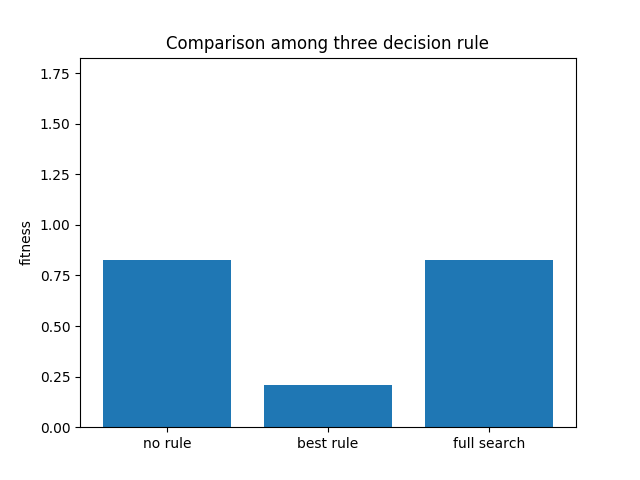 Comparison among three decision rule
fitness
1.75
1.50
1.25
1.00
0.75
0.50
0.25
0.00
no rule
best rule
full search